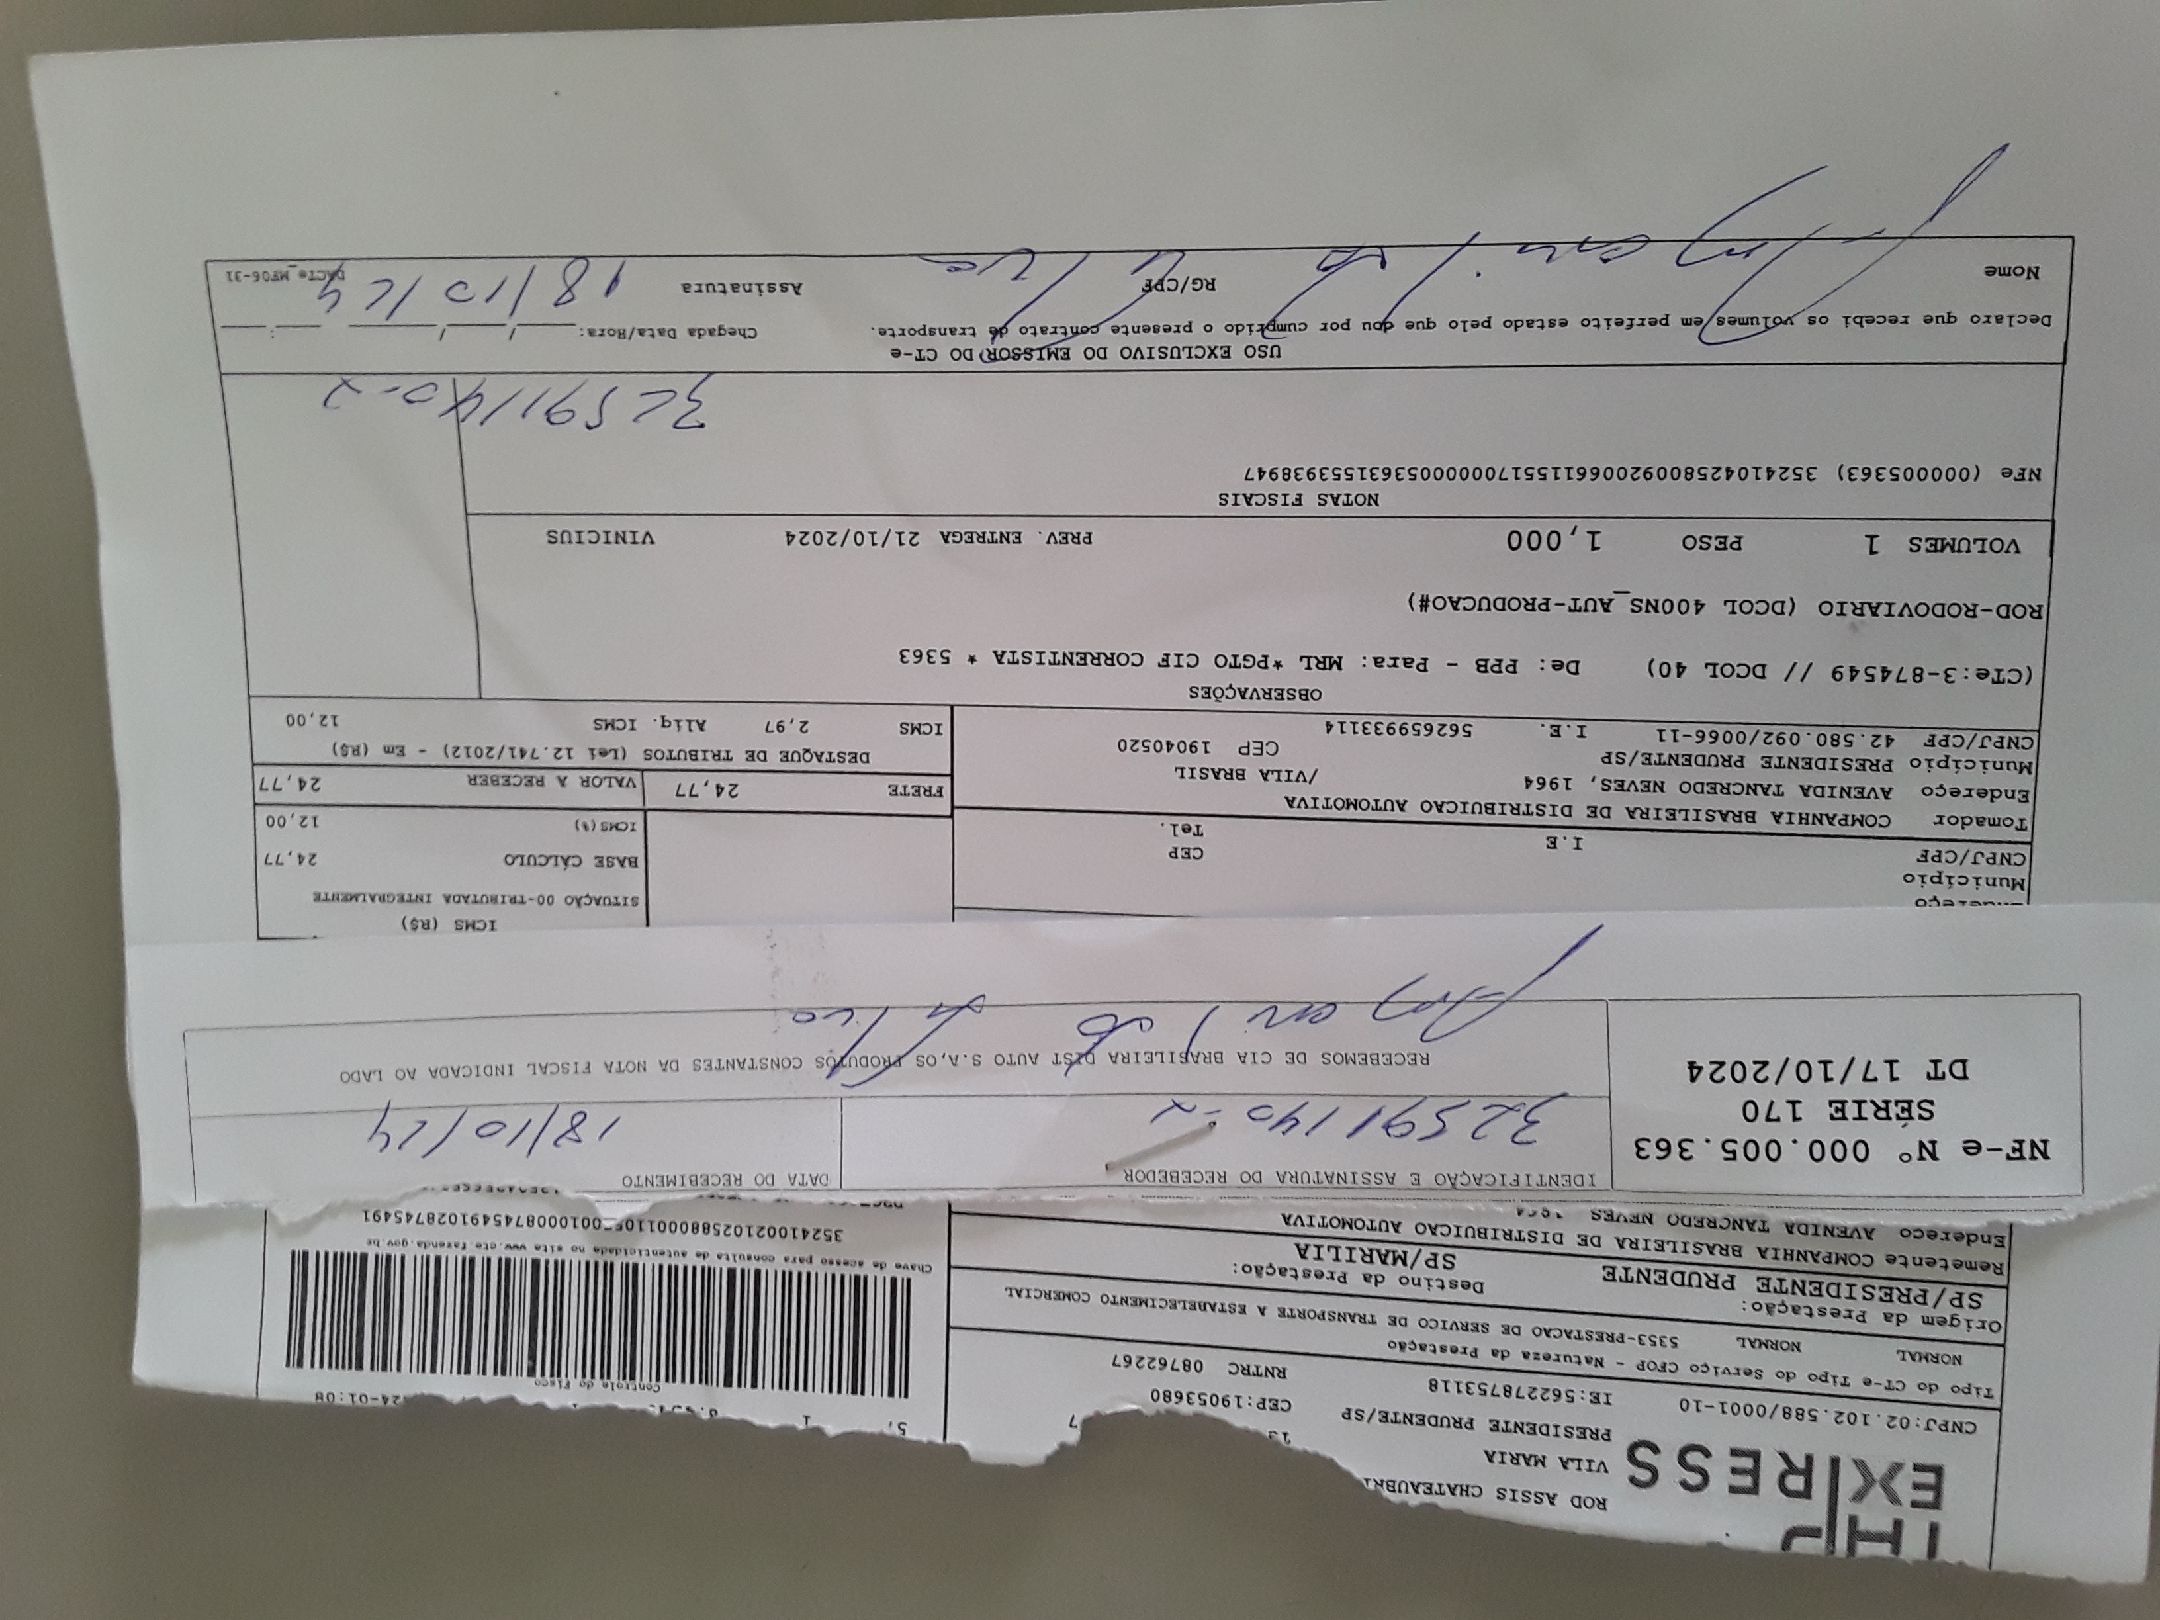 EXPRESS
ROD ASSIS CHATEAUBRI
VILA MARIA
PRESIDENTE PRUDENTE/SP
CEP:19053680
CNPJ:02.102.588/0001-10
IE:562278753118
RNTRC 08762267
Controle do Fisco
Tipo do CT-e Tipo do Serviço CFOP - Natureza da Prestação
NORMAL NORMAL 5353-PRESTACAO DE SERVICO DE TRANSPORTE A ESTABELECIMENTO COMERCIAL
Origem da Prestação: Destino da Prestação:
SP/PRESIDENTE PRUDENTE SP/MARILIA
Chave de acesso para consulta de autenticidade no site www.cte.fazenda.gov.br
Remetente COMPANHIA BRASILEIRA DE DISTRIBUICAO AUTOMOTIVA
Endereco AVENIDA TANCREDO NEVES
NF-e Nº 000.005.363
SÉRIE 170
DT 17/10/2024
IDENTIFICAÇÃO E ASSINATURA DO RECEBEDOR
32591140-2
DATA DO RECEBIMENTO
18/10/24
RECEBEMOS DE CIA BRASILEIRA DIST AUTO S.A,OS PRODUTOS CONSTANTES DA NOTA FISCAL INDICADA AO LADO
ICMS (R$)
SITUAÇÃO 00-TRIBUTADA INTEGRALMENTE
BASE CÁLCULO 24,77
ICMS(%) 12,00
Município
CNPJ/CPF I.E CEP
Tel.
Tomador COMPANHIA BRASILEIRA DE DISTRIBUICAO AUTOMOTIVA
Endereço AVENIDA TANCREDO NEVES, 1964 /VILA BRASIL
Município PRESIDENTE PRUDENTE/SP CEP 19040520
CNPJ/CPF 42.580.092/0066-11 I.E. 562659933114
FRETE 24,77 VALOR A RECEBER 24,77
DESTAQUE DE TRIBUTOS (Lei 12.741/2012) - Em (R$)
ICMS 2,97 Aliq. ICMS 12,00
OBSERVAÇÕES
(CTe:3-874549 // DCOL 40) De: PPB - Para: MRL *PGTO CIF CORRENTISTA * 5363
ROD-RODOVIARIO (DCOL 400NS_AUT-PRODUCAO#)
VOLUMES 1 PESO 1,000 PREV. ENTREGA 21/10/2024 VINICIUS
NOTAS FISCAIS
NFe (000005363) 35241042580092006611551700000053631553938947
32591140-2
USO EXCLUSIVO DO EMISSOR DO CT-e
Declaro que recebi os volumes em perfeito estado pelo que dou por cumprido o presente contrato de transporte.
Chegada Data/Hora:
Nome RG/CPF Assinatura
18/10/24
DACTe_MF06-31